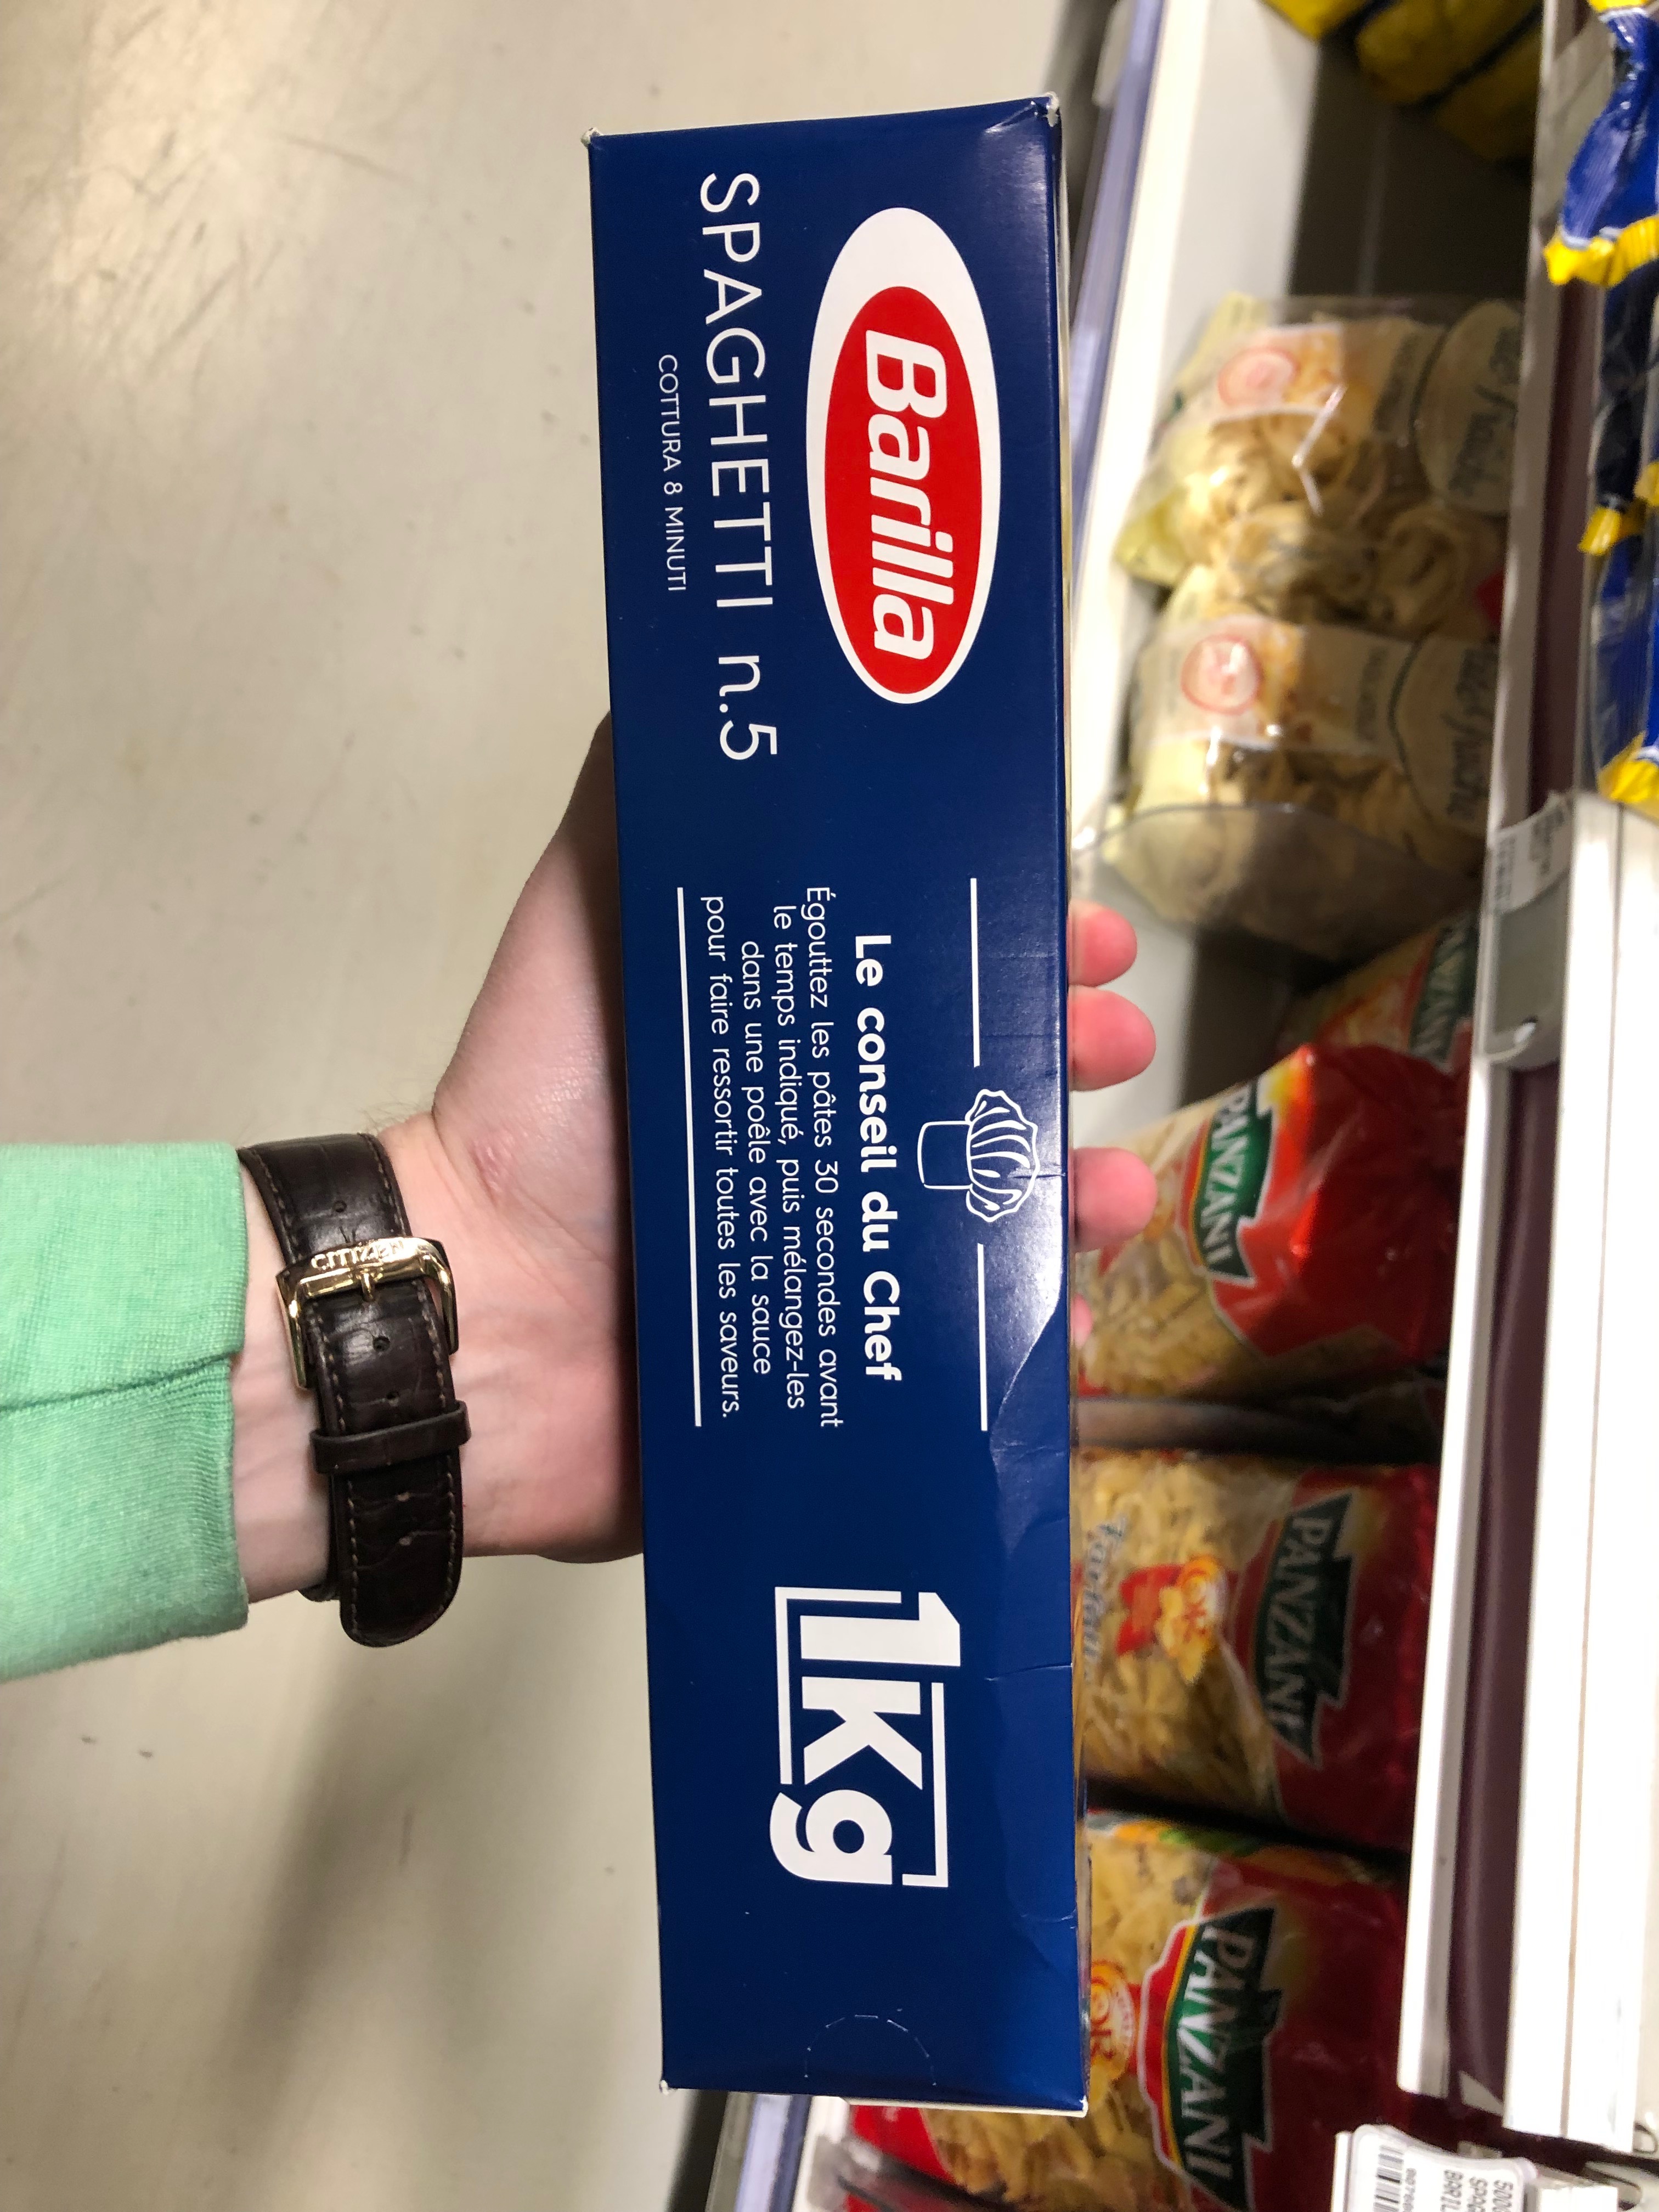 Barilla
SPAGHETTI n.5
COTTURA 8 MINUTI
Le conseil du Chef
Égouttez les pâtes 30 secondes avant
le temps indiqué, puis mélangez-les
dans une poêle avec la sauce
pour faire ressortir toutes les saveurs.
1Kg
CITIZEN
PANZANI
PANZANI
PANZANI
PANZANI